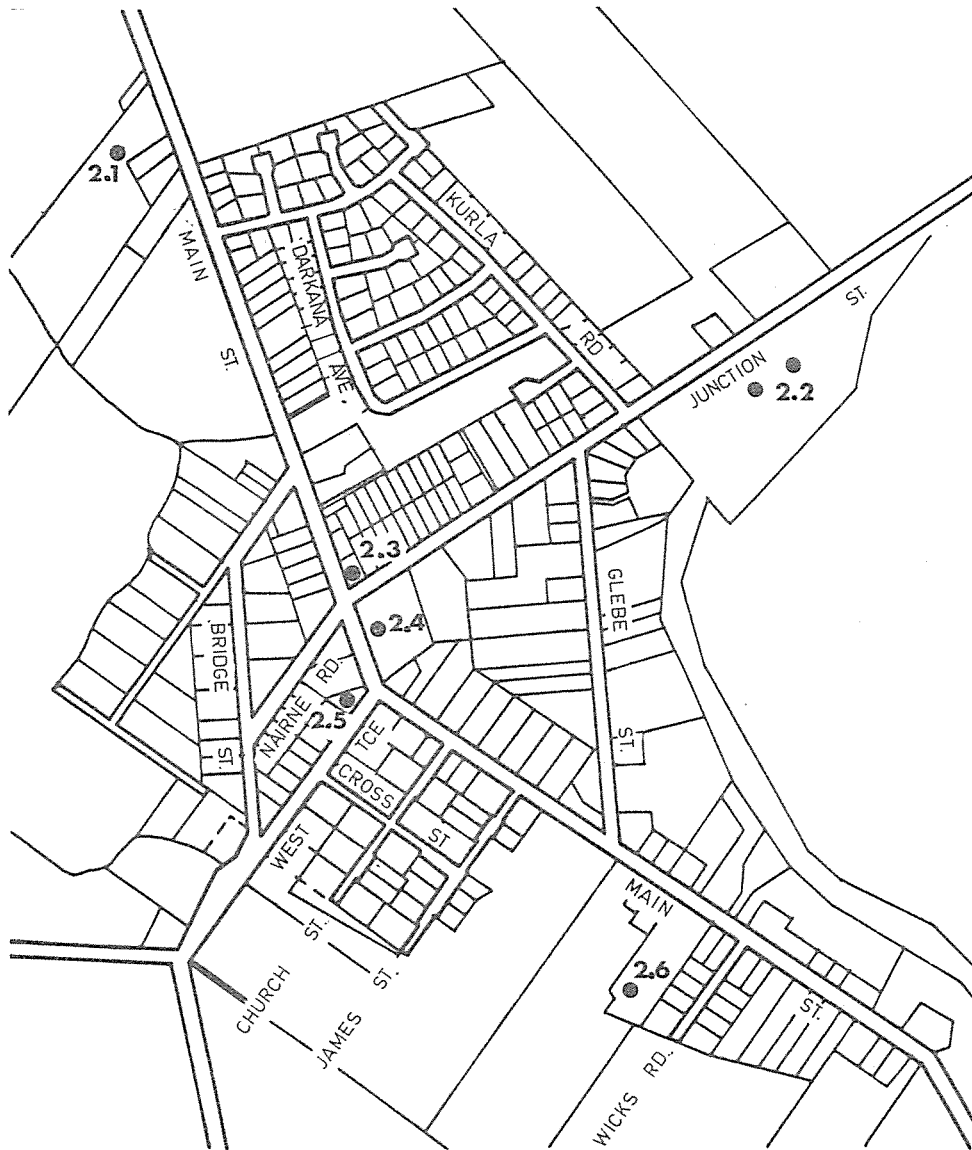 2.1
KURLA
MAIN
DARKANA
ST.
ST.
RD
AVE
JUNCTION
2.2
2.3
GLEBE
2.4
BRIDGE
RD.
NAIRNE
2.5
TCE
ST.
ST.
CROSS
WEST
ST
MAIN
ST.
ST.
2.6
CHURCH
ST.
JAMES
RD.
WICKS